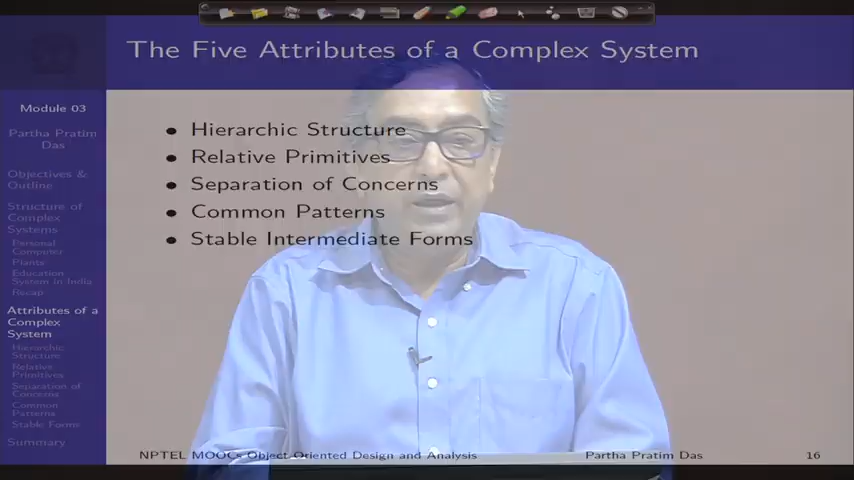 The Five Attributes of a Complex System
Module 03
Partha Pratim
Das
Objectives &
Outline
Structure of
Complex
Systems
Personal
Computer
Plants
Education
System in India
Recap
Attributes of a
Complex
System
Hierarchic
Structure
Relative
Primitives
Separation of
Concerns
Common
Patterns
Stable Forms
Summary
• Hierarchic Structure
• Relative Primitives
• Separation of Concerns
• Common Patterns
• Stable Intermediate Forms
NPTEL MOOCs Object Oriented Design and Analysis
Partha Pratim Das
16